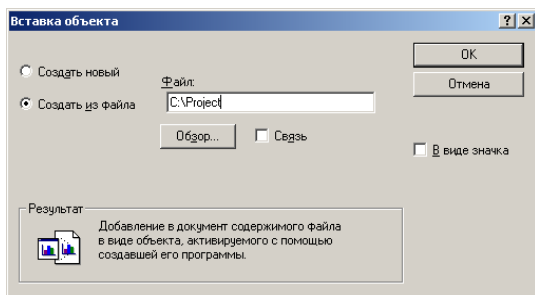 Вставка объекта
Создать новый
Создать из файла
Файл:
C:\Project
Обзор...
Связь
OK
Отмена
В виде значка
Результат
Добавление в документ содержимого файла
в виде объекта, активируемого с помощью
создавшей его программы.